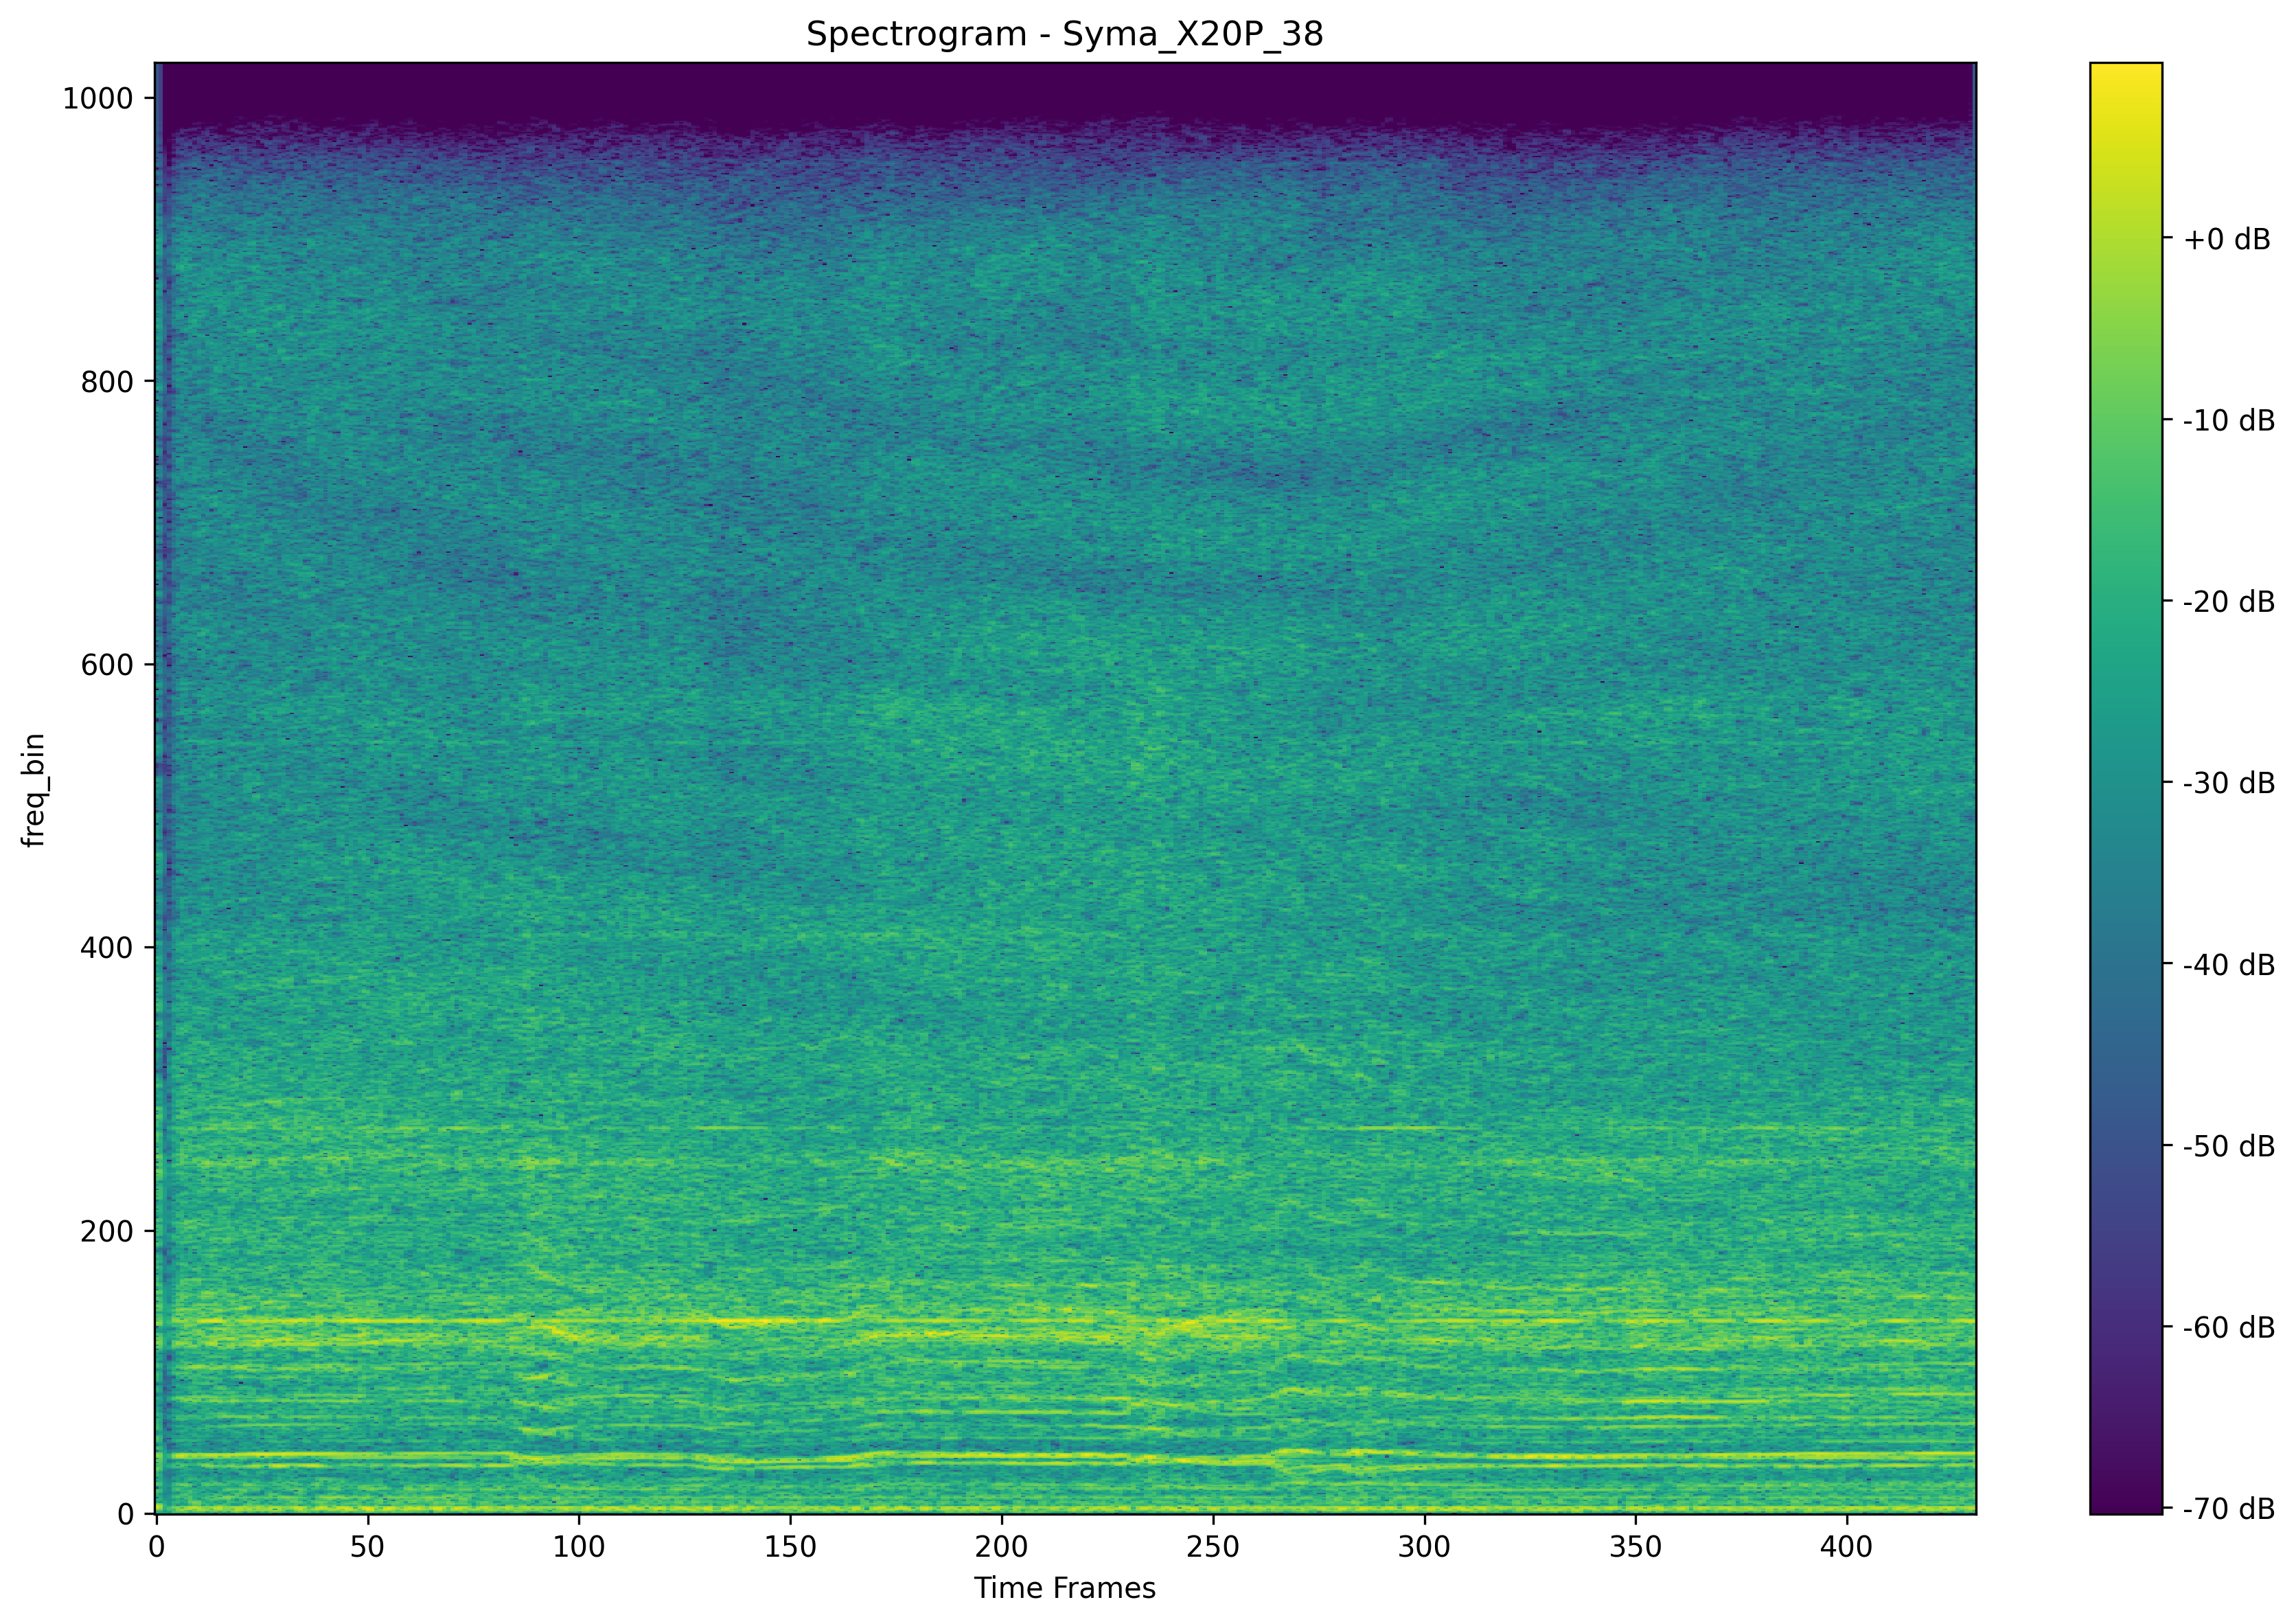 Spectrogram - Syma_X20P_38
1000
800
600
400
200
0
freq_bin
0 50 100 150 200 250 300 350 400
Time Frames
+0 dB
-10 dB
-20 dB
-30 dB
-40 dB
-50 dB
-60 dB
-70 dB